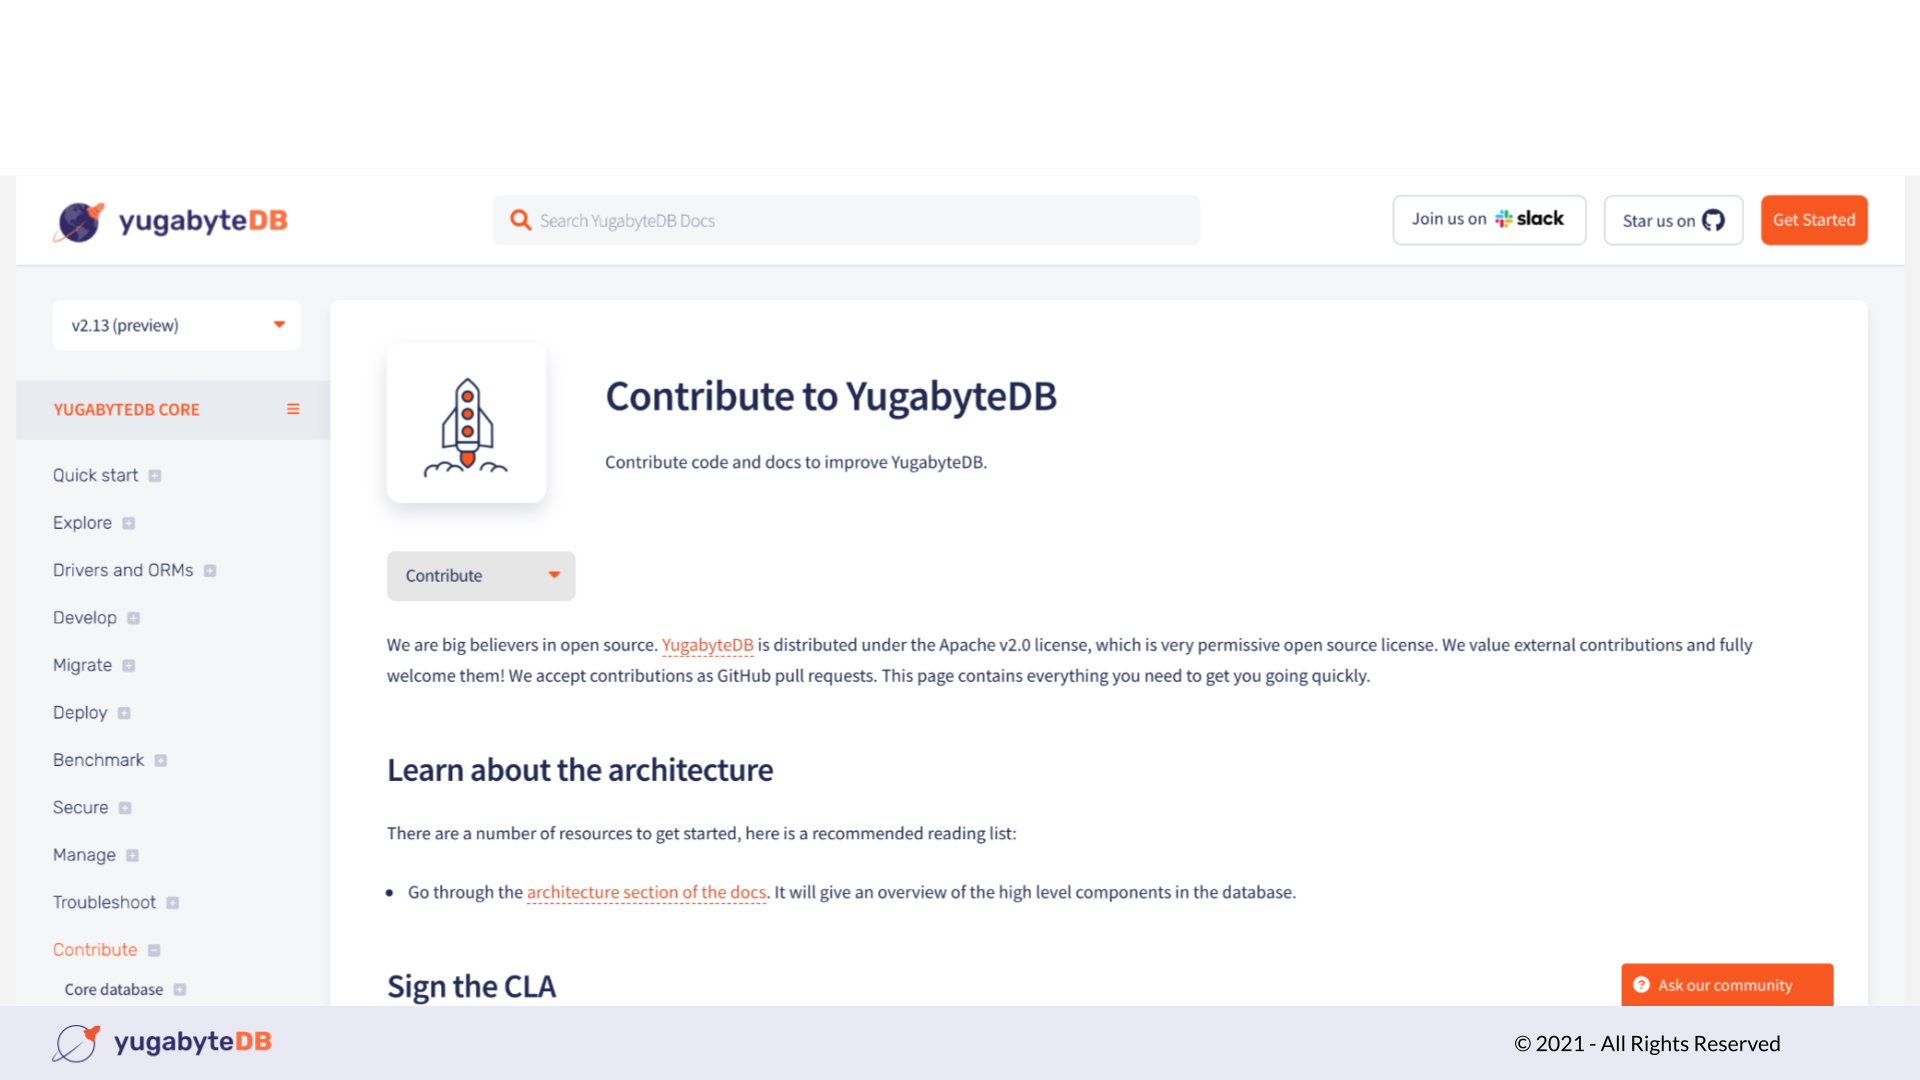 yugabyteDB
Search YugabyteDB Docs
Join us on slack
Star us on
Get Started
v2.13 (preview)
YUGABYTEDB CORE
Quick start
Explore
Drivers and ORMs
Develop
Migrate
Deploy
Benchmark
Secure
Manage
Troubleshoot
Contribute
Core database
Contribute to YugabyteDB
Contribute code and docs to improve YugabyteDB.
Contribute
We are big believers in open source. YugabyteDB is distributed under the Apache v2.0 license, which is very permissive open source license. We value external contributions and fully
welcome them! We accept contributions as GitHub pull requests. This page contains everything you need to get you going quickly.
Learn about the architecture
There are a number of resources to get started, here is a recommended reading list:
• Go through the architecture section of the docs. It will give an overview of the high level components in the database.
Sign the CLA
? Ask our community
yugabyteDB
© 2021 - All Rights Reserved